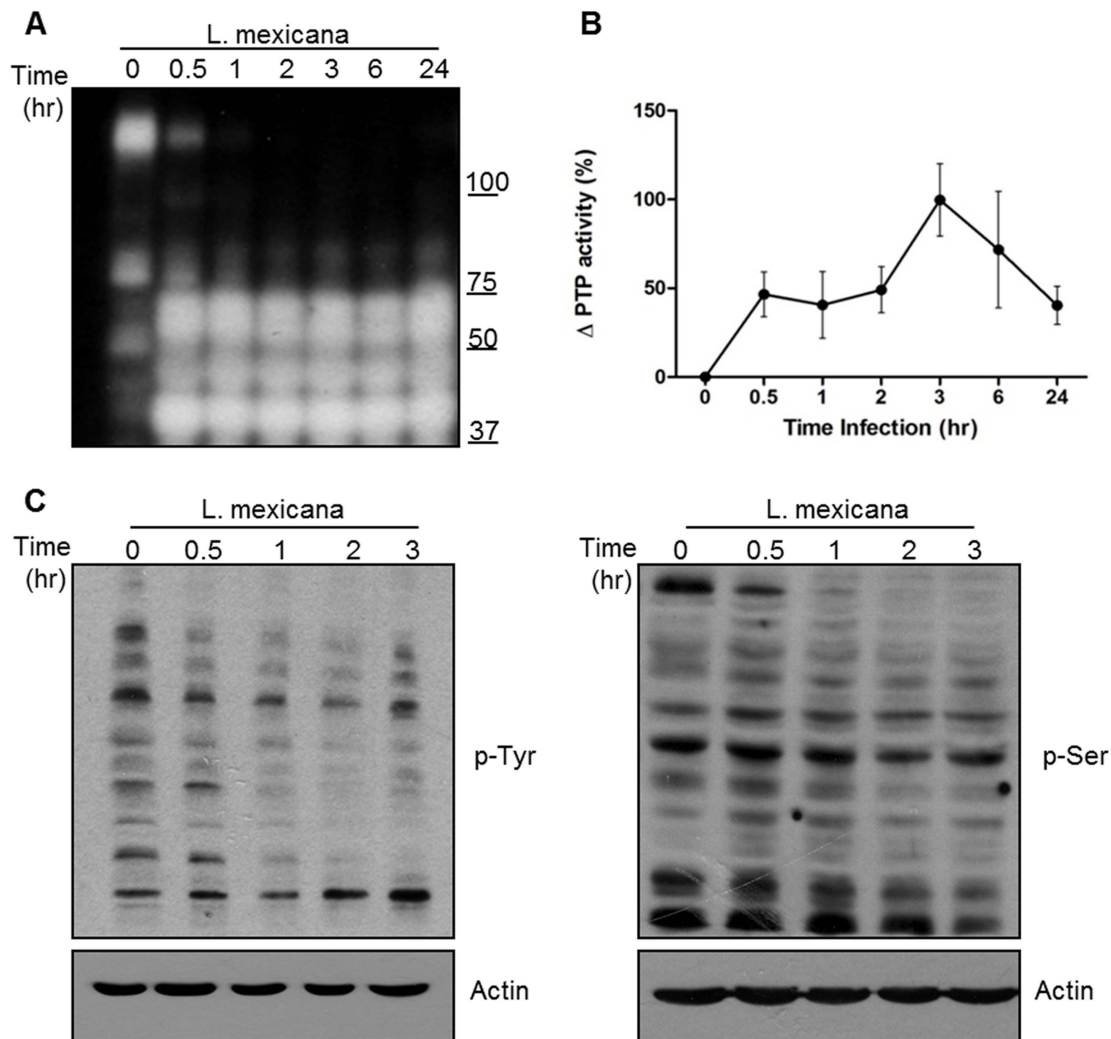 A
L. mexicana
Time (hr) 0 0.5 1 2 3 6 24
100
75
50
37
B
Δ PTP activity (%)
150
100
50
0
0 0.5 1 2 3 6 24
Time Infection (hr)
C
L. mexicana
Time (hr) 0 0.5 1 2 3
p-Tyr
Actin
L. mexicana
Time (hr) 0 0.5 1 2 3
p-Ser
Actin